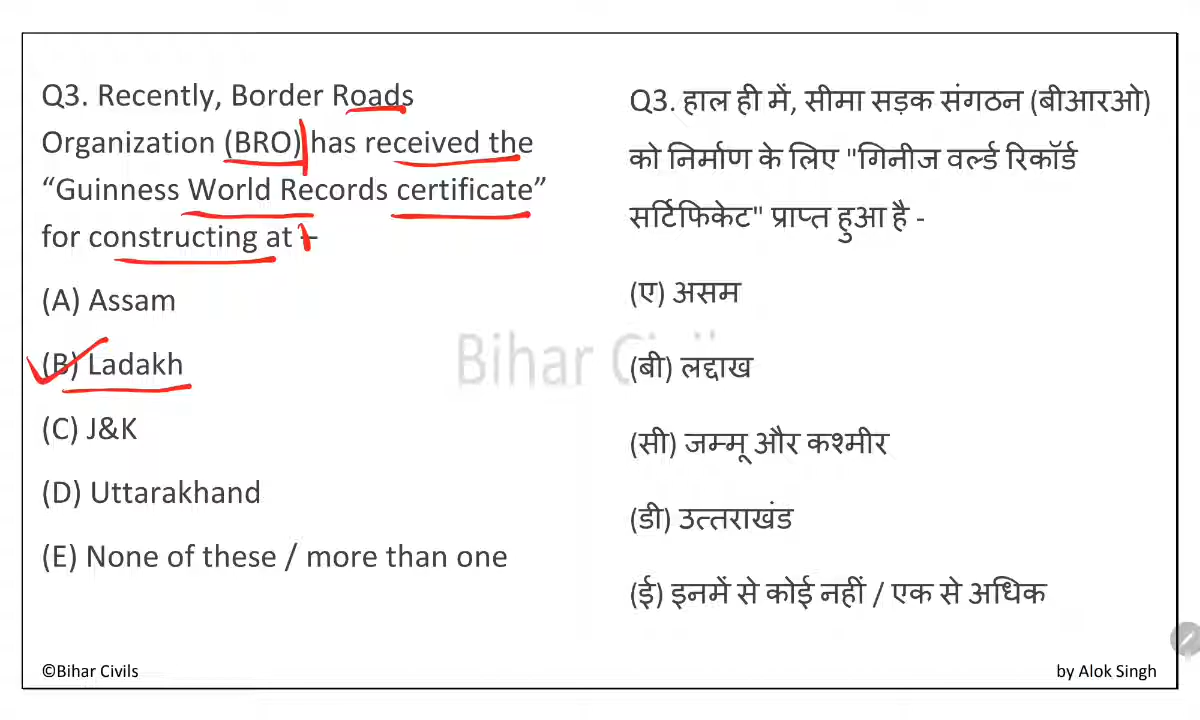 Q3. Recently, Border Roads
Organization (BRO) has received the
“Guinness World Records certificate”
for constructing at –
(A) Assam
(B) Ladakh
(C) J&K
(D) Uttarakhand
(E) None of these / more than one
Q3. हाल ही में, सीमा सड़क संगठन (बीआरओ)
को निर्माण के लिए "गिनीज वर्ल्ड रिकॉर्ड
सर्टिफिकेट" प्राप्त हुआ है -
(ए) असम
(बी) लद्दाख
(सी) जम्मू और कश्मीर
(डी) उत्तराखंड
(ई) इनमें से कोई नहीं / एक से अधिक
Bihar
©Bihar Civils
by Alok Singh